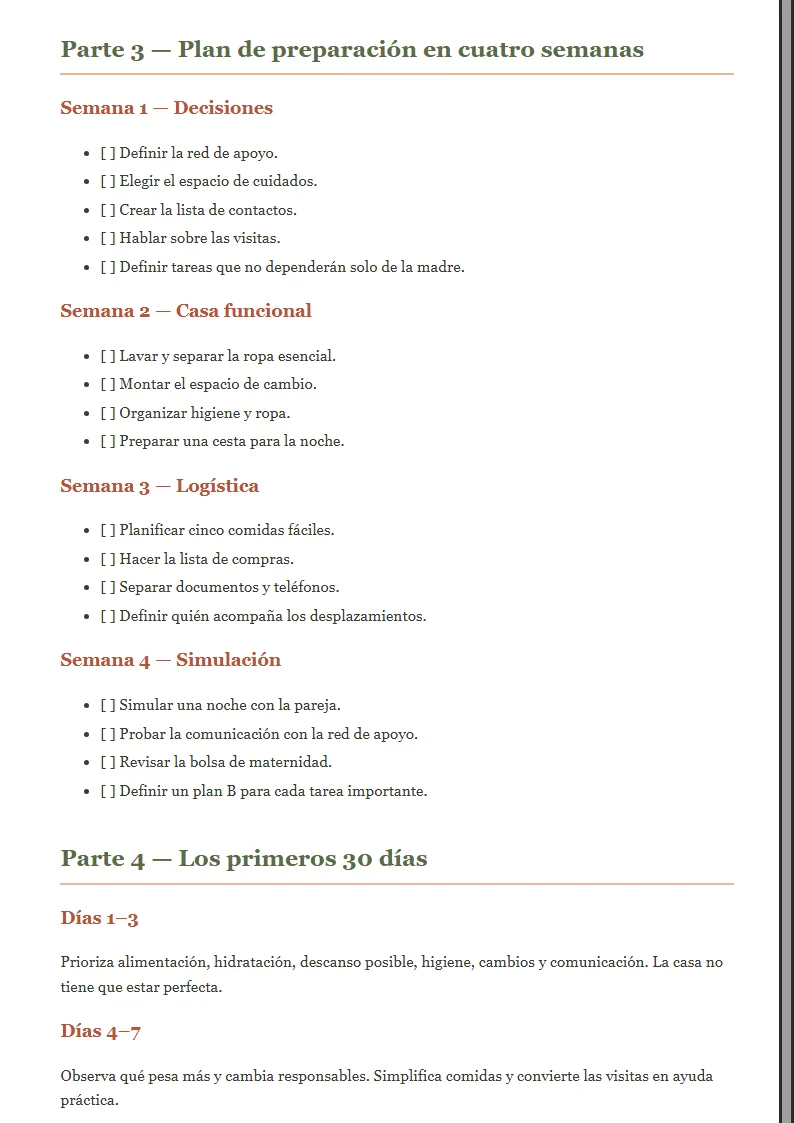 Parte 3 — Plan de preparación en cuatro semanas
Semana 1 — Decisiones
• [ ] Definir la red de apoyo.
• [ ] Elegir el espacio de cuidados.
• [ ] Crear la lista de contactos.
• [ ] Hablar sobre las visitas.
• [ ] Definir tareas que no dependerán solo de la madre.
Semana 2 — Casa funcional
• [ ] Lavar y separar la ropa esencial.
• [ ] Montar el espacio de cambio.
• [ ] Organizar higiene y ropa.
• [ ] Preparar una cesta para la noche.
Semana 3 — Logística
• [ ] Planificar cinco comidas fáciles.
• [ ] Hacer la lista de compras.
• [ ] Separar documentos y teléfonos.
• [ ] Definir quién acompaña los desplazamientos.
Semana 4 — Simulación
• [ ] Simular una noche con la pareja.
• [ ] Probar la comunicación con la red de apoyo.
• [ ] Revisar la bolsa de maternidad.
• [ ] Definir un plan B para cada tarea importante.
Parte 4 — Los primeros 30 días
Días 1–3
Prioriza alimentación, hidratación, descanso posible, higiene, cambios y comunicación. La casa no
tiene que estar perfecta.
Días 4–7
Observa qué pesa más y cambia responsables. Simplifica comidas y convierte las visitas en ayuda
práctica.